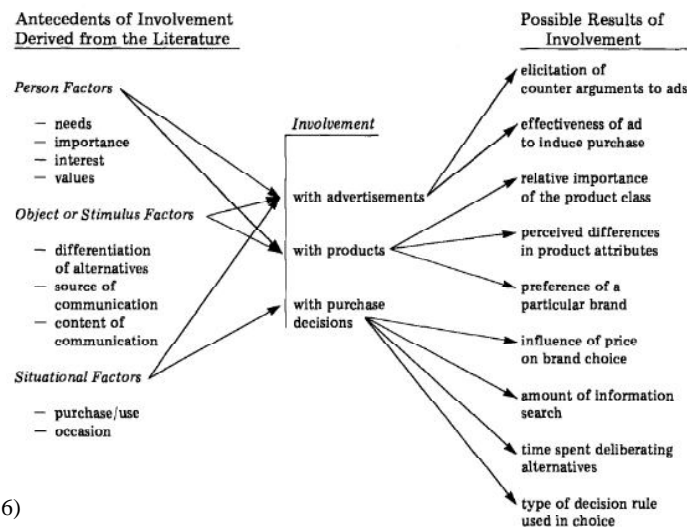 Antecedents of Involvement
Derived from the Literature
Person Factors
— needs
— importance
— interest
— values
Object or Stimulus Factors
— differentiation
of alternatives
— source of
communication
— content of
communication
Situational Factors
— purchase/use
— occasion
6)
Involvement
with advertisements
with products
with purchase
decisions
Possible Results of
Involvement
elicitation of
counter arguments to ads
effectiveness of ad
to induce purchase
relative importance
of the product class
perceived differences
in product attributes
preference of a
particular brand
influence of price
on brand choice
amount of information
search
time spent deliberating
alternatives
type of decision rule
used in choice